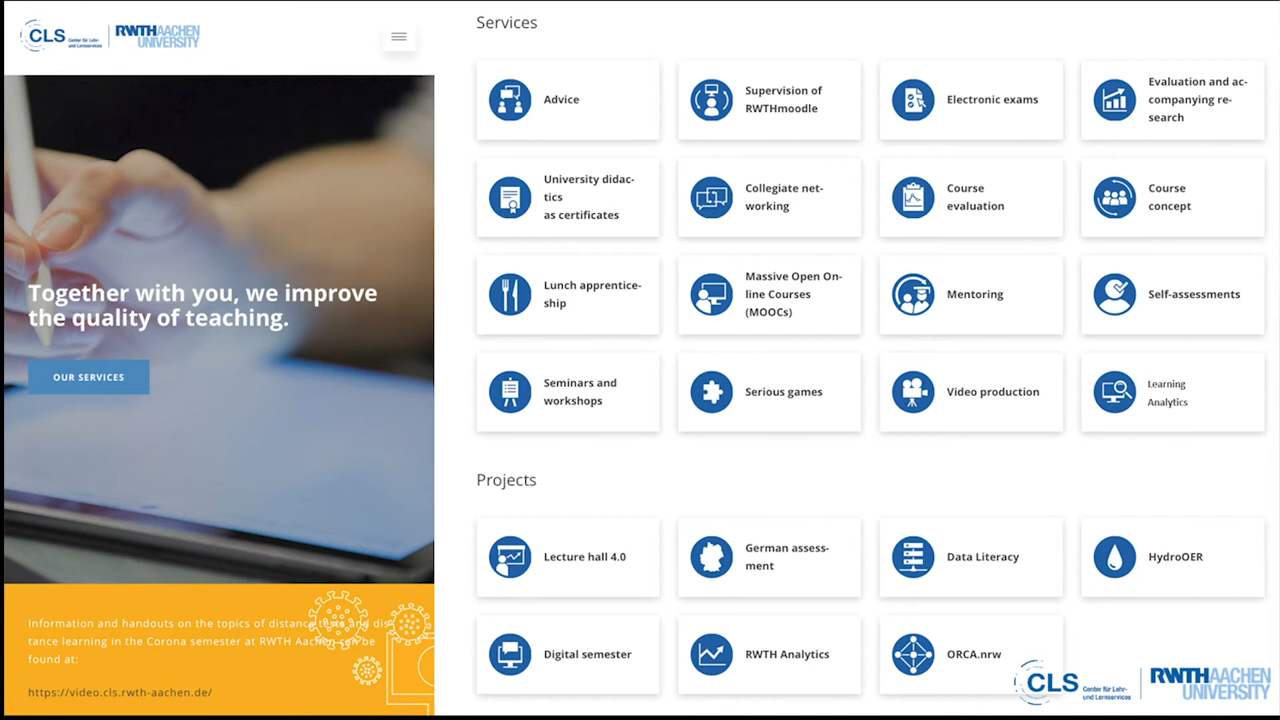 CLS Center für Lehr-
und Lernservices
RWTHAACHEN
UNIVERSITY
Together with you, we improve
the quality of teaching.
OUR SERVICES
Information and handouts on the topics of distance tests and dis-
tance learning in the Corona semester at RWTH Aachen can be
found at:
https://video.cls.rwth-aachen.de/
Services
Advice
Supervision of
RWTHmoodle
Electronic exams
Evaluation and ac-
companying re-
search
University didac-
tics
as certificates
Collegiate net-
working
Course
evaluation
Course
concept
Lunch apprentice-
ship
Massive Open On-
line Courses
(MOOCs)
Mentoring
Self-assessments
Seminars and
workshops
Serious games
Video production
Learning
Analytics
Projects
Lecture hall 4.0
German assess-
ment
Data Literacy
HydroOER
Digital semester
RWTH Analytics
ORCA.nrw
CLS Center für Lehr-
und Lernservices
RWTHAACHEN
UNIVERSITY